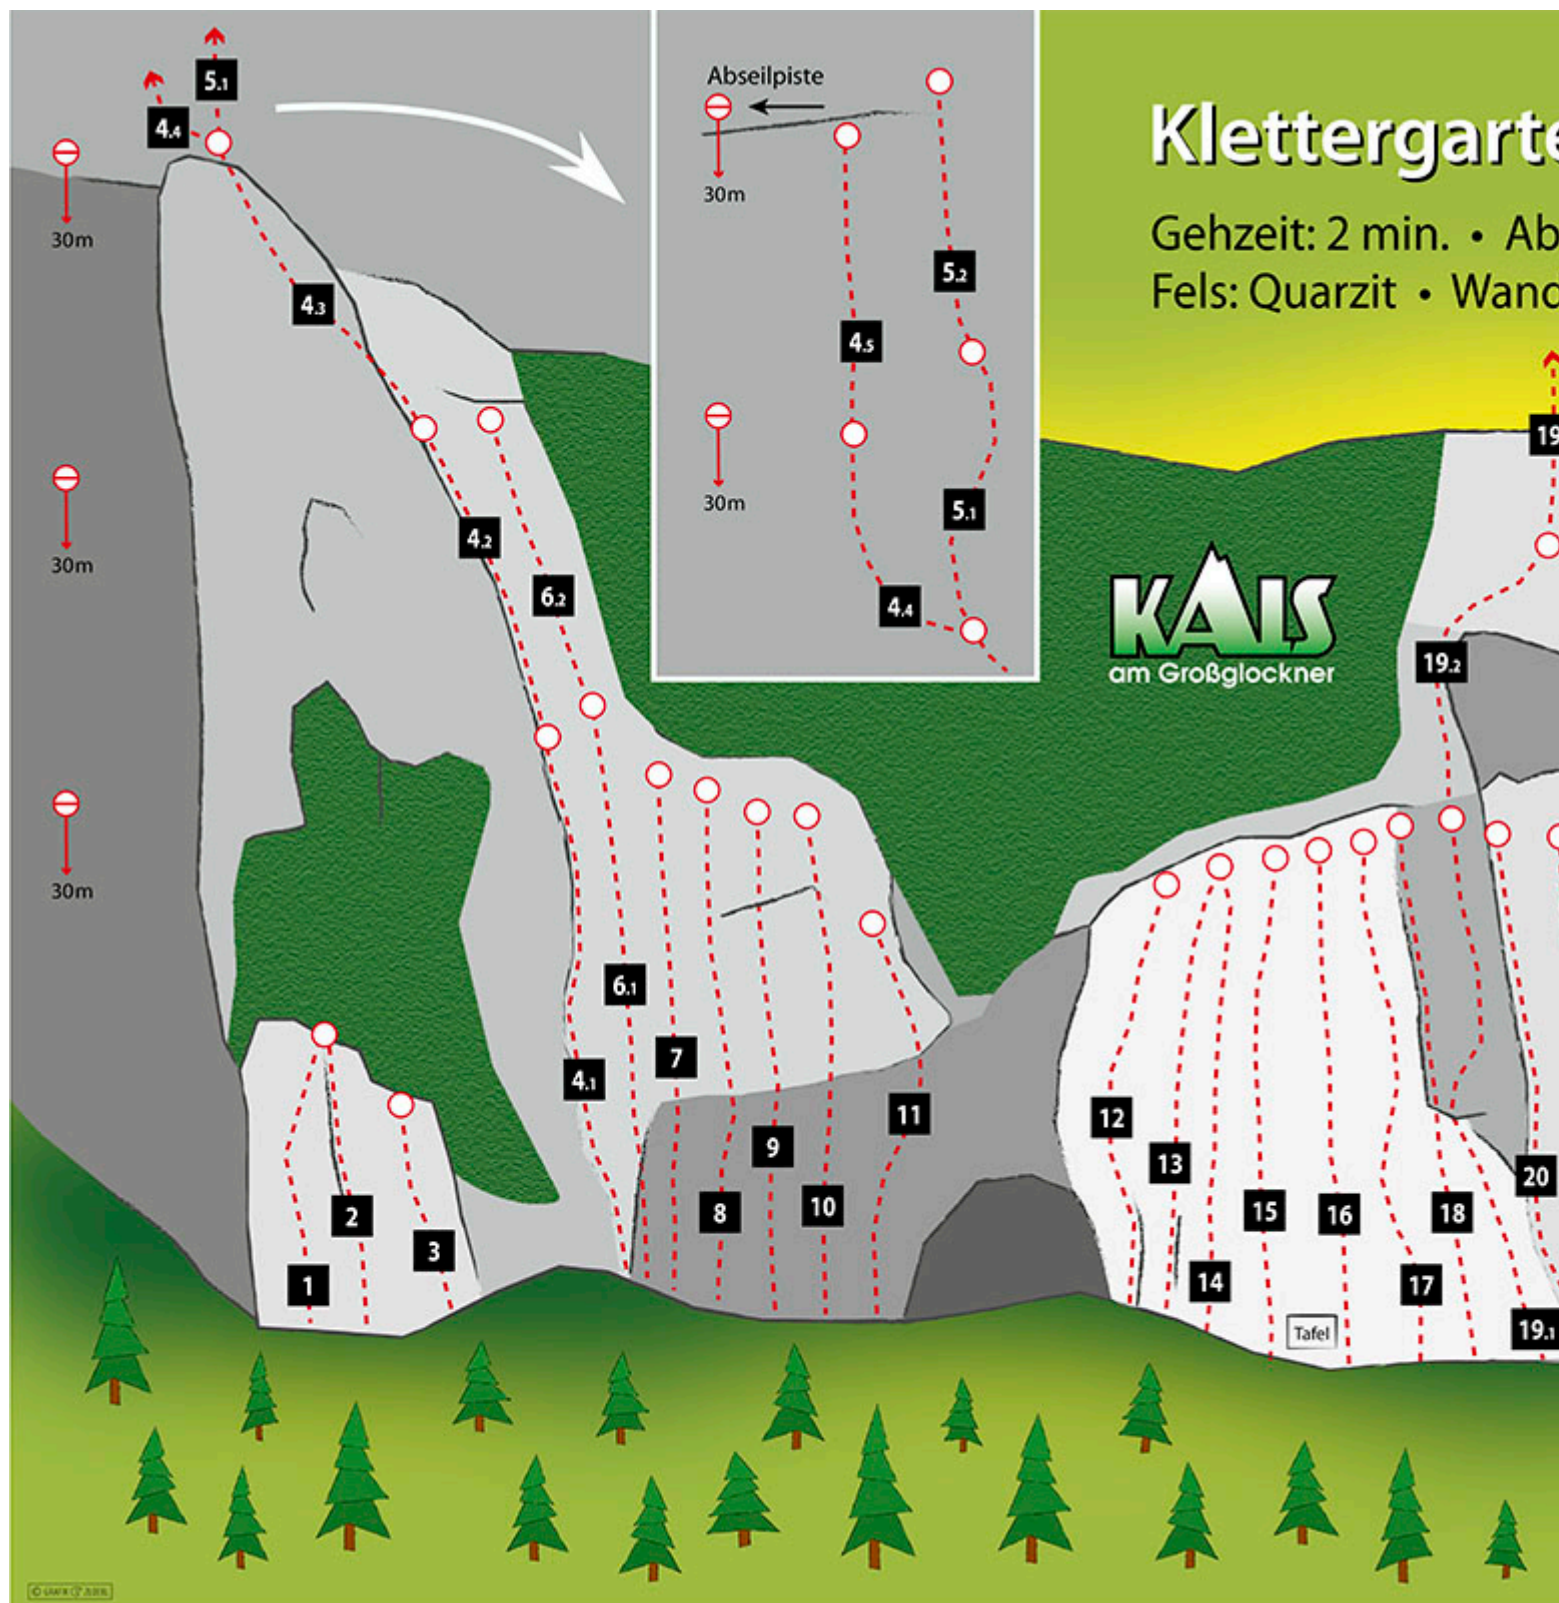 5.1
4.4
30m
4.3
30m
30m
4.2
6.2
6.1
4.1
7
8
9
10
11
1
2
3
Abseilpiste
30m
30m
5.2
4.5
5.1
4.4
Klettergarte
Gehzeit: 2 min. • Ab
Fels: Quarzit • Wand
KALS
am Großglockner
19
19.2
12
13
14
15
16
17
18
20
19.1
Tafel